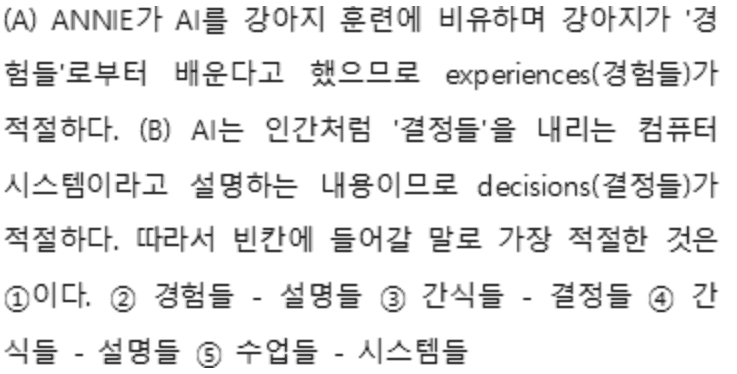 (A) ANNIE가 AI를 강아지 훈련에 비유하며 강아지가 '경
험들'로부터 배운다고 했으므로 experiences(경험들)가
적절하다. (B) AI는 인간처럼 '결정들'을 내리는 컴퓨터
시스템이라고 설명하는 내용이므로 decisions(결정들)가
적절하다. 따라서 빈칸에 들어갈 말로 가장 적절한 것은
①이다. ② 경험들 - 설명들 ③ 간식들 - 결정들 ④ 간
식들 - 설명들 ⑤ 수업들 - 시스템들